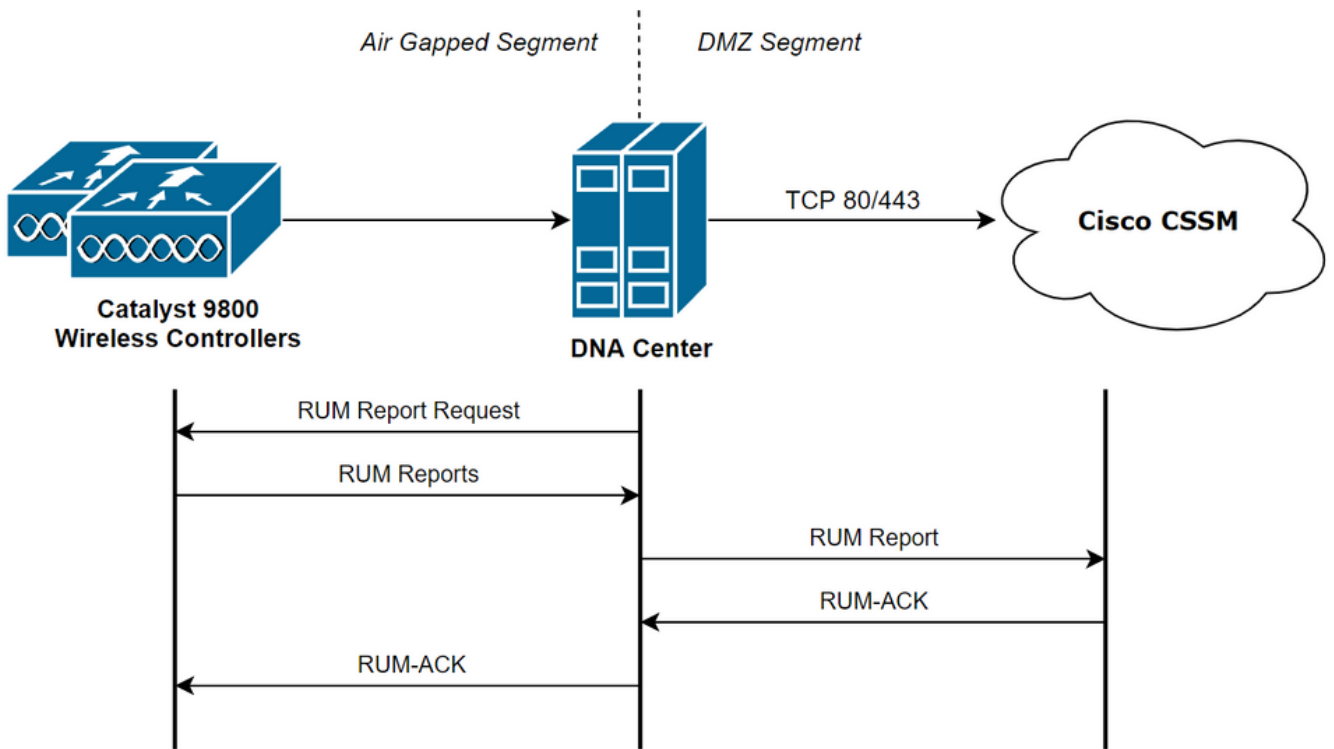 Air Gapped Segment
DMZ Segment
TCP 80/443
Cisco CSSM
Catalyst 9800
Wireless Controllers
DNA Center
RUM Report Request
RUM Reports
RUM Report
RUM-ACK
RUM-ACK